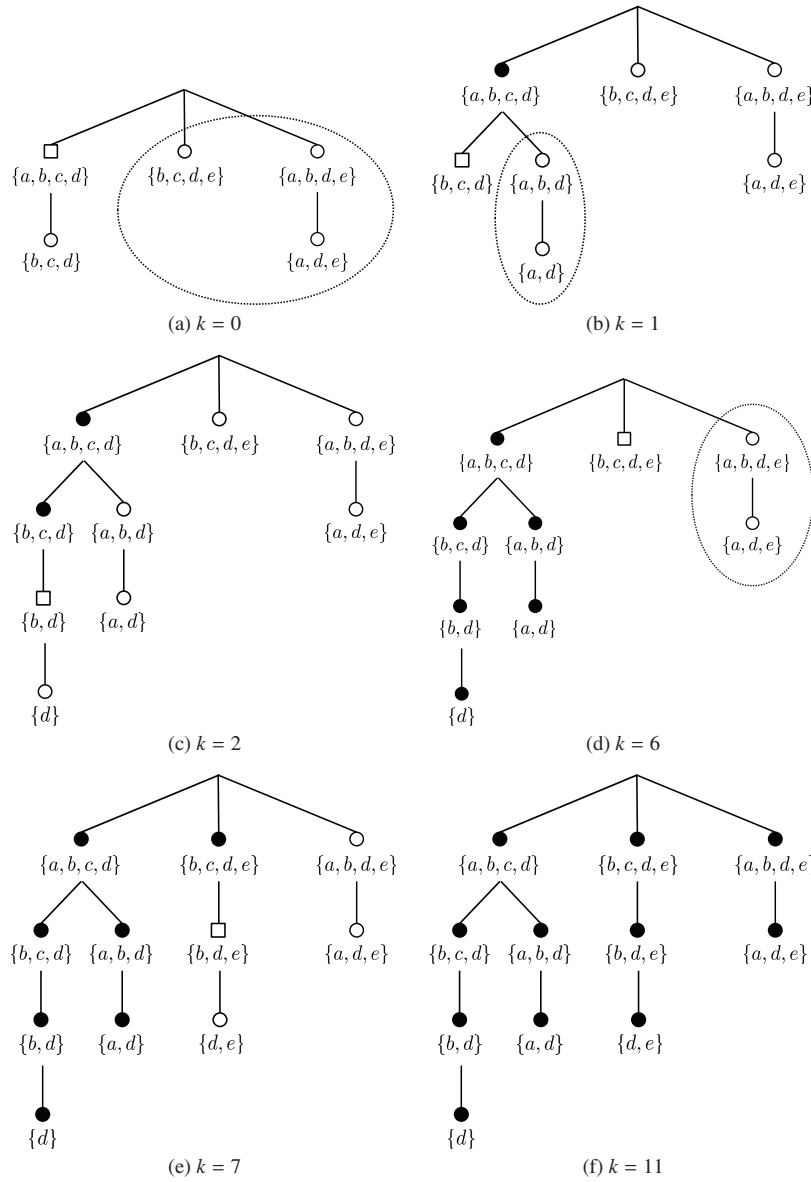 {a, b, c, d} {b, c, d, e} {a, b, d, e}
{b, c, d} {a, d, e}
(a) k = 0
{a, b, c, d} {b, c, d, e} {a, b, d, e}
{b, c, d} {a, b, d} {a, d, e}
{a, d}
(b) k = 1
{a, b, c, d} {b, c, d, e} {a, b, d, e}
{b, c, d} {a, b, d} {a, d, e}
{b, d} {a, d}
{d}
(c) k = 2
{a, b, c, d} {b, c, d, e} {a, b, d, e}
{b, c, d} {a, b, d} {a, d, e}
{b, d} {a, d}
{d}
(d) k = 6
{a, b, c, d} {b, c, d, e} {a, b, d, e}
{b, c, d} {a, b, d} {b, d, e} {a, d, e}
{b, d} {a, d} {d, e}
{d}
(e) k = 7
{a, b, c, d} {b, c, d, e} {a, b, d, e
{b, c, d} {a, b, d} {b, d, e} {a, d, e}
{b, d} {a, d} {d, e}
{d}
(f) k = 11